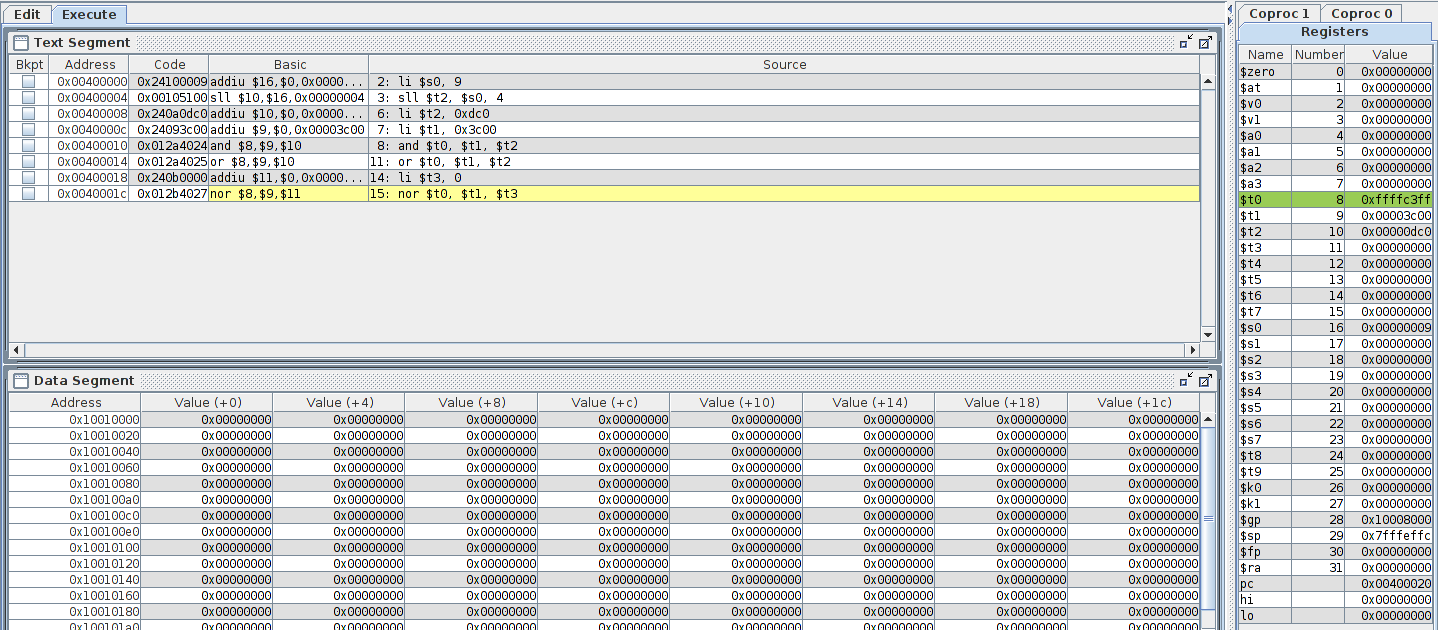 Edit Execute
Text Segment
Bkpt Address Code Basic Source
0x00400000 0x24100009 addiu $16,$0,0x0000... 2: li $s0, 9
0x00400004 0x00105100 sll $10,$16,0x00000004 3: sll $t2, $s0, 4
0x00400008 0x240a0dc0 addiu $10,$0,0x0000... 6: li $t2, 0xdc0
0x0040000c 0x24093c00 addiu $9,$0,0x00003c00 7: li $t1, 0x3c00
0x00400010 0x012a4024 and $8,$9,$10 8: and $t0, $t1, $t2
0x00400014 0x012a4025 or $8,$9,$10 11: or $t0, $t1, $t2
0x00400018 0x240b0000 addiu $11,$0,0x0000... 14: li $t3, 0
0x0040001c 0x012b4027 nor $8,$9,$11 15: nor $t0, $t1, $t3
Data Segment
Address Value (+0) Value (+4) Value (+8) Value (+c) Value (+10) Value (+14) Value (+18) Value (+1c)
0x10010000 0x00000000 0x00000000 0x00000000 0x00000000 0x00000000 0x00000000 0x00000000 0x00000000
0x10010020 0x00000000 0x00000000 0x00000000 0x00000000 0x00000000 0x00000000 0x00000000 0x00000000
0x10010040 0x00000000 0x00000000 0x00000000 0x00000000 0x00000000 0x00000000 0x00000000 0x00000000
0x10010060 0x00000000 0x00000000 0x00000000 0x00000000 0x00000000 0x00000000 0x00000000 0x00000000
0x10010080 0x00000000 0x00000000 0x00000000 0x00000000 0x00000000 0x00000000 0x00000000 0x00000000
0x100100a0 0x00000000 0x00000000 0x00000000 0x00000000 0x00000000 0x00000000 0x00000000 0x00000000
0x100100c0 0x00000000 0x00000000 0x00000000 0x00000000 0x00000000 0x00000000 0x00000000 0x00000000
0x100100e0 0x00000000 0x00000000 0x00000000 0x00000000 0x00000000 0x00000000 0x00000000 0x00000000
0x10010100 0x00000000 0x00000000 0x00000000 0x00000000 0x00000000 0x00000000 0x00000000 0x00000000
0x10010120 0x00000000 0x00000000 0x00000000 0x00000000 0x00000000 0x00000000 0x00000000 0x00000000
0x10010140 0x00000000 0x00000000 0x00000000 0x00000000 0x00000000 0x00000000 0x00000000 0x00000000
0x10010160 0x00000000 0x00000000 0x00000000 0x00000000 0x00000000 0x00000000 0x00000000 0x00000000
0x10010180 0x00000000 0x00000000 0x00000000 0x00000000 0x00000000 0x00000000 0x00000000 0x00000000
0x100101a0 0x00000000 0x00000000 0x00000000 0x00000000 0x00000000 0x00000000 0x00000000 0x00000000
Coproc 1 Coproc 0
Registers
Name Number Value
$zero 0 0x00000000
$at 1 0x00000000
$v0 2 0x00000000
$v1 3 0x00000000
$a0 4 0x00000000
$a1 5 0x00000000
$a2 6 0x00000000
$a3 7 0x00000000
$t0 8 0xffffc3ff
$t1 9 0x00003c00
$t2 10 0x00000dc0
$t3 11 0x00000000
$t4 12 0x00000000
$t5 13 0x00000000
$t6 14 0x00000000
$t7 15 0x00000000
$s0 16 0x00000009
$s1 17 0x00000000
$s2 18 0x00000000
$s3 19 0x00000000
$s4 20 0x00000000
$s5 21 0x00000000
$s6 22 0x00000000
$s7 23 0x00000000
$t8 24 0x00000000
$t9 25 0x00000000
$k0 26 0x00000000
$k1 27 0x00000000
$gp 28 0x10008000
$sp 29 0x7fffeffc
$fp 30 0x00000000
$ra 31 0x00000000
pc 0x00400020
hi 0x00000000
lo 0x00000000